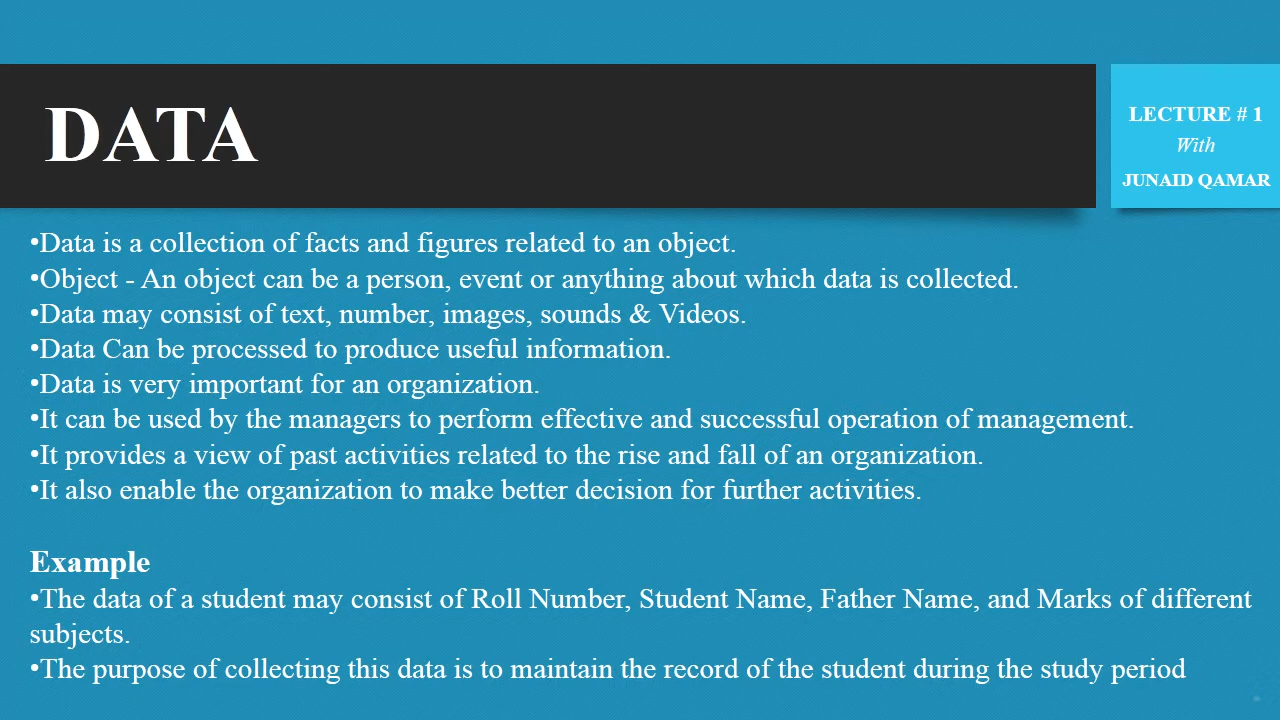 DATA
LECTURE # 1
With
JUNAID QAMAR
•Data is a collection of facts and figures related to an object.
•Object - An object can be a person, event or anything about which data is collected.
•Data may consist of text, number, images, sounds & Videos.
•Data Can be processed to produce useful information.
•Data is very important for an organization.
•It can be used by the managers to perform effective and successful operation of management.
•It provides a view of past activities related to the rise and fall of an organization.
•It also enable the organization to make better decision for further activities.
Example
•The data of a student may consist of Roll Number, Student Name, Father Name, and Marks of different
subjects.
•The purpose of collecting this data is to maintain the record of the student during the study period